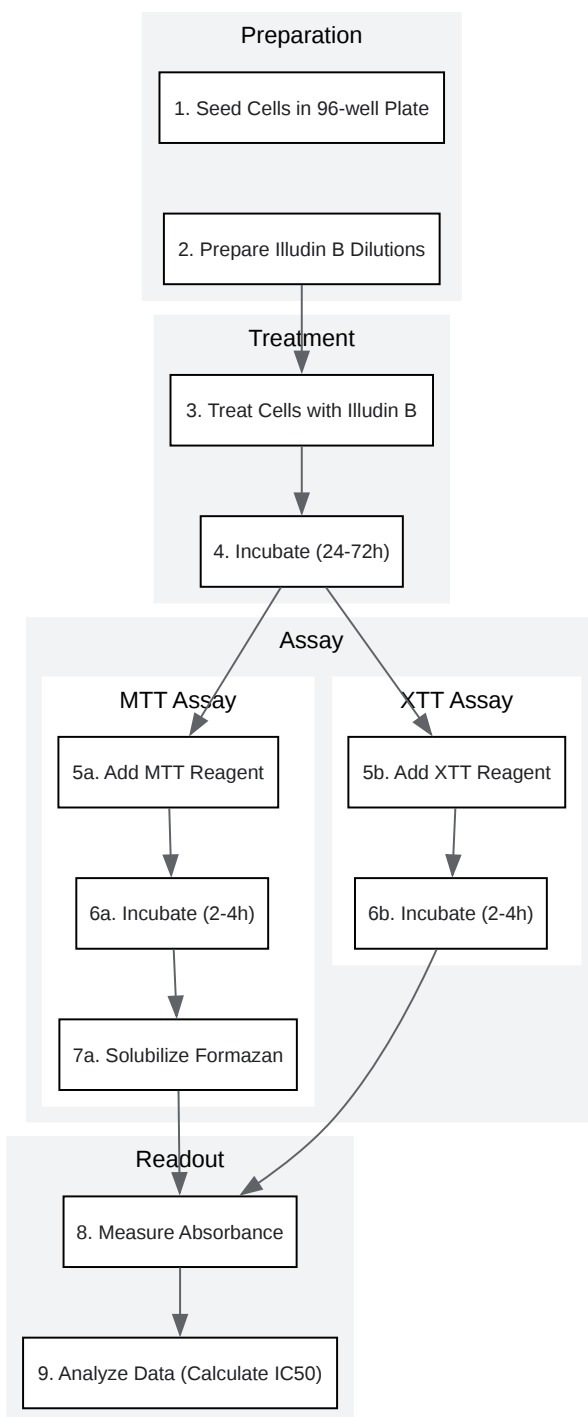 Preparation
1. Seed Cells in 96-well Plate
2. Prepare Illudin B Dilutions
Treatment
3. Treat Cells with Illudin B
4. Incubate (24-72h)
Assay
MTT Assay
XTT Assay
5a. Add MTT Reagent
5b. Add XTT Reagent
6a. Incubate (2-4h)
6b. Incubate (2-4h)
7a. Solubilize Formazan
Readout
8. Measure Absorbance
9. Analyze Data (Calculate IC50)